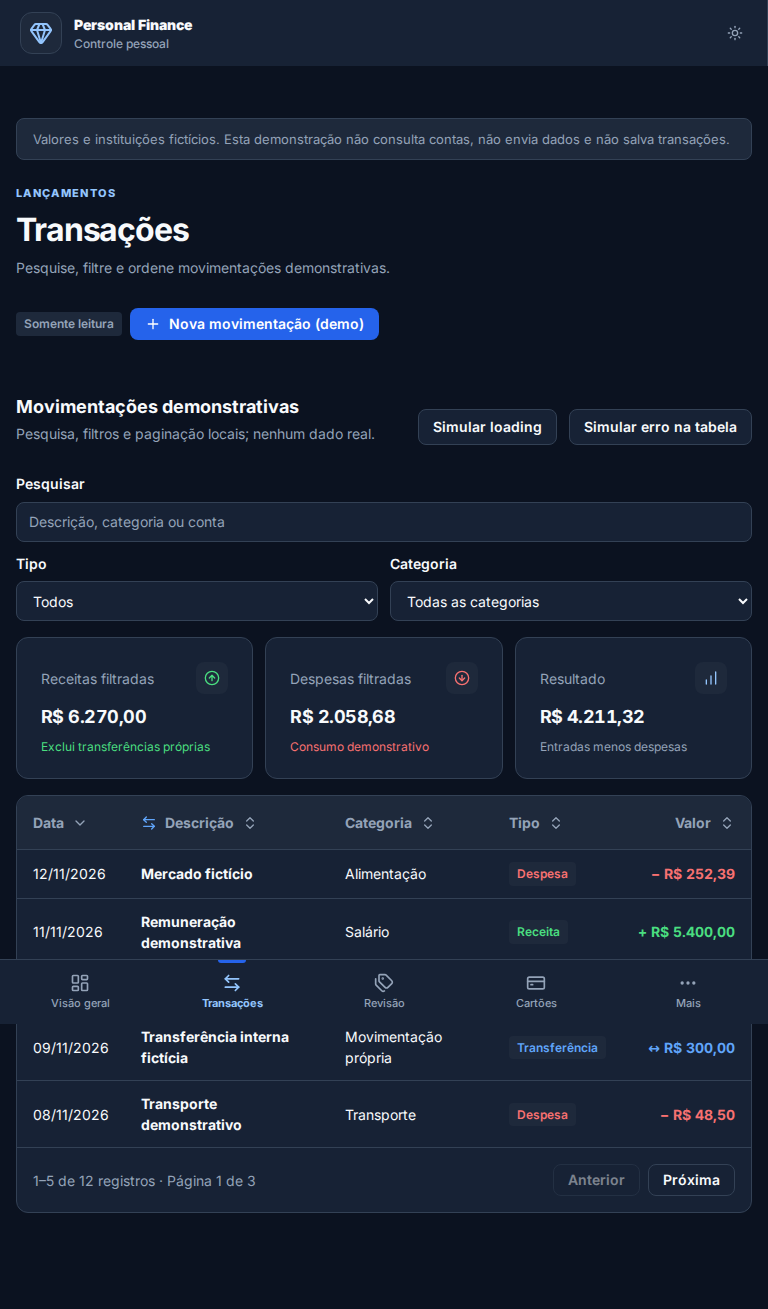 Personal Finance
Controle pessoal
Valores e instituições fictícios. Esta demonstração não consulta contas, não envia dados e não salva transações.
LANÇAMENTOS
Transações
Pesquise, filtre e ordene movimentações demonstrativas.
Somente leitura
Nova movimentação (demo)
Movimentações demonstrativas
Pesquisa, filtros e paginação locais; nenhum dado real.
Simular loading
Simular erro na tabela
Pesquisar
Descrição, categoria ou conta
Tipo
Categoria
Todos
Todas as categorias
Receitas filtradas
R$ 6.270,00
Exclui transferências próprias
Despesas filtradas
R$ 2.058,68
Consumo demonstrativo
Resultado
R$ 4.211,32
Entradas menos despesas
Data Descrição Categoria Tipo Valor
12/11/2026 Mercado fictício Alimentação Despesa − R$ 252,39
11/11/2026 Remuneração demonstrativa Salário Receita + R$ 5.400,00
Visão geral
Transações
Revisão
Cartões
Mais
09/11/2026 Transferência interna fictícia Movimentação própria Transferência ↔ R$ 300,00
08/11/2026 Transporte demonstrativo Transporte Despesa − R$ 48,50
1–5 de 12 registros · Página 1 de 3
Anterior
Próxima